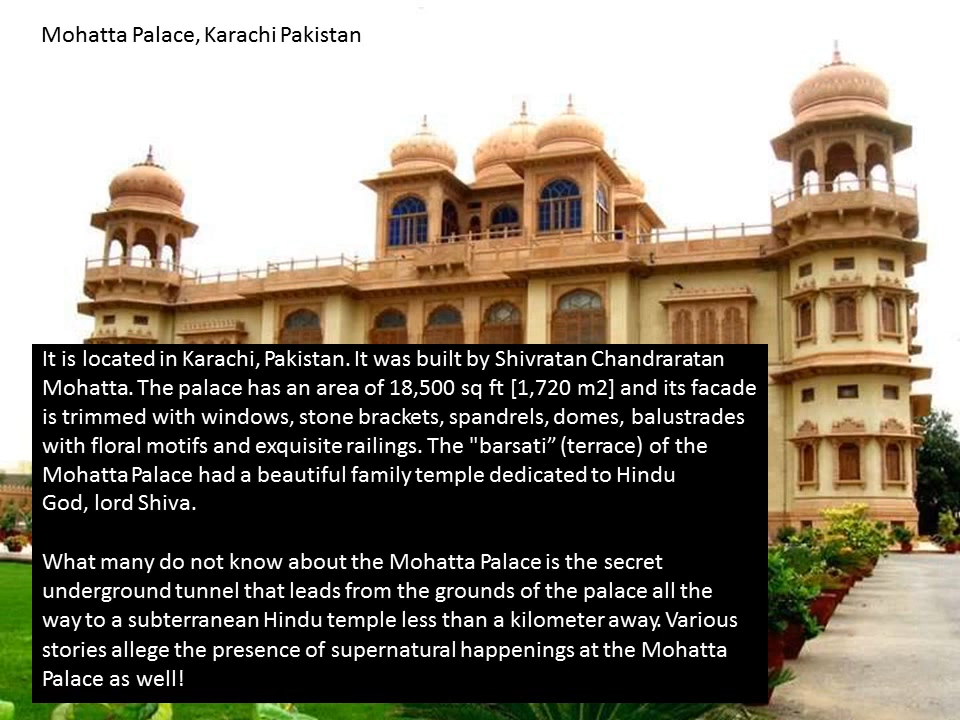 Mohatta Palace, Karachi Pakistan
It is located in Karachi, Pakistan. It was built by Shivratan Chandraratan
Mohatta. The palace has an area of 18,500 sq ft [1,720 m2] and its facade
is trimmed with windows, stone brackets, spandrels, domes, balustrades
with floral motifs and exquisite railings. The "barsati” (terrace) of the
Mohatta Palace had a beautiful family temple dedicated to Hindu
God, lord Shiva.
What many do not know about the Mohatta Palace is the secret
underground tunnel that leads from the grounds of the palace all the
way to a subterranean Hindu temple less than a kilometer away. Various
stories allege the presence of supernatural happenings at the Mohatta
Palace as well!